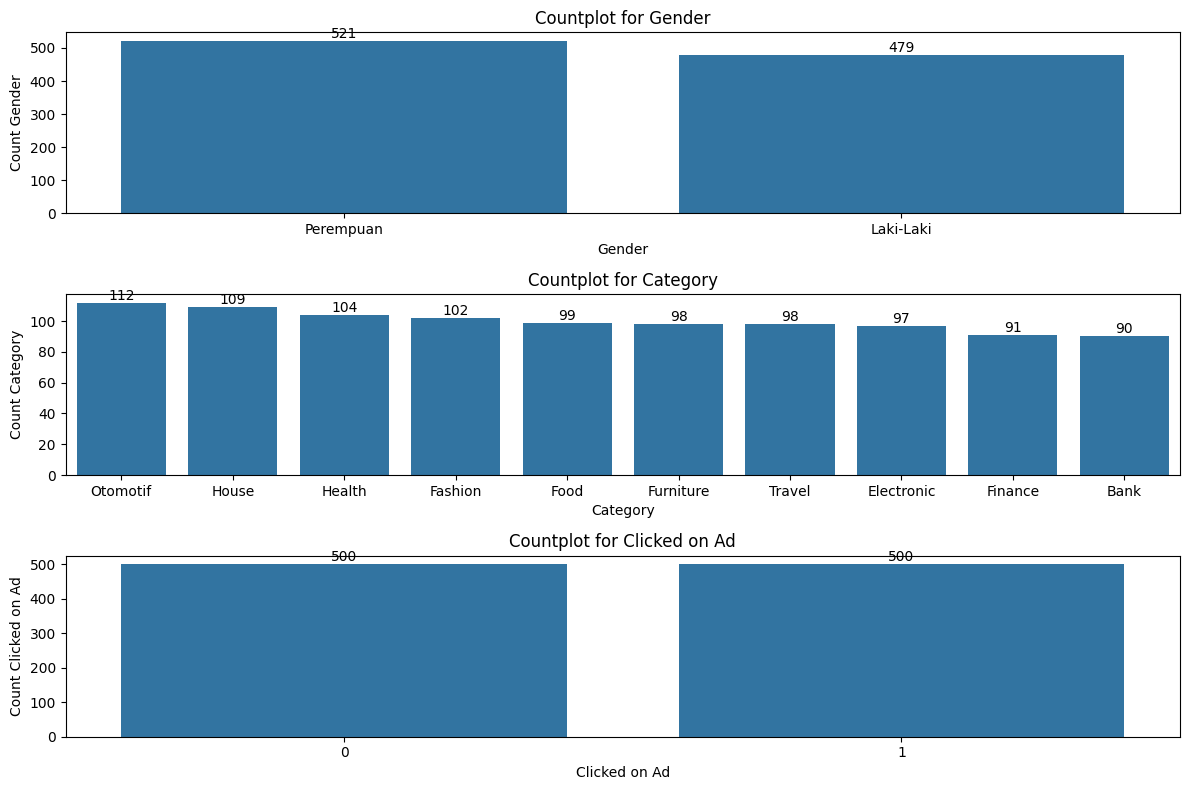 Countplot for Gender
521
479
500
400
300
200
100
0
Count Gender
Perempuan Laki-Laki
Gender
Countplot for Category
112 109 104 102 99 98 98 97 91 90
100
80
60
40
20
0
Count Category
Otomotif House Health Fashion Food Furniture Travel Electronic Finance Bank
Category
Countplot for Clicked on Ad
500 500
500
400
300
200
100
0
Count Clicked on Ad
0 1
Clicked on Ad